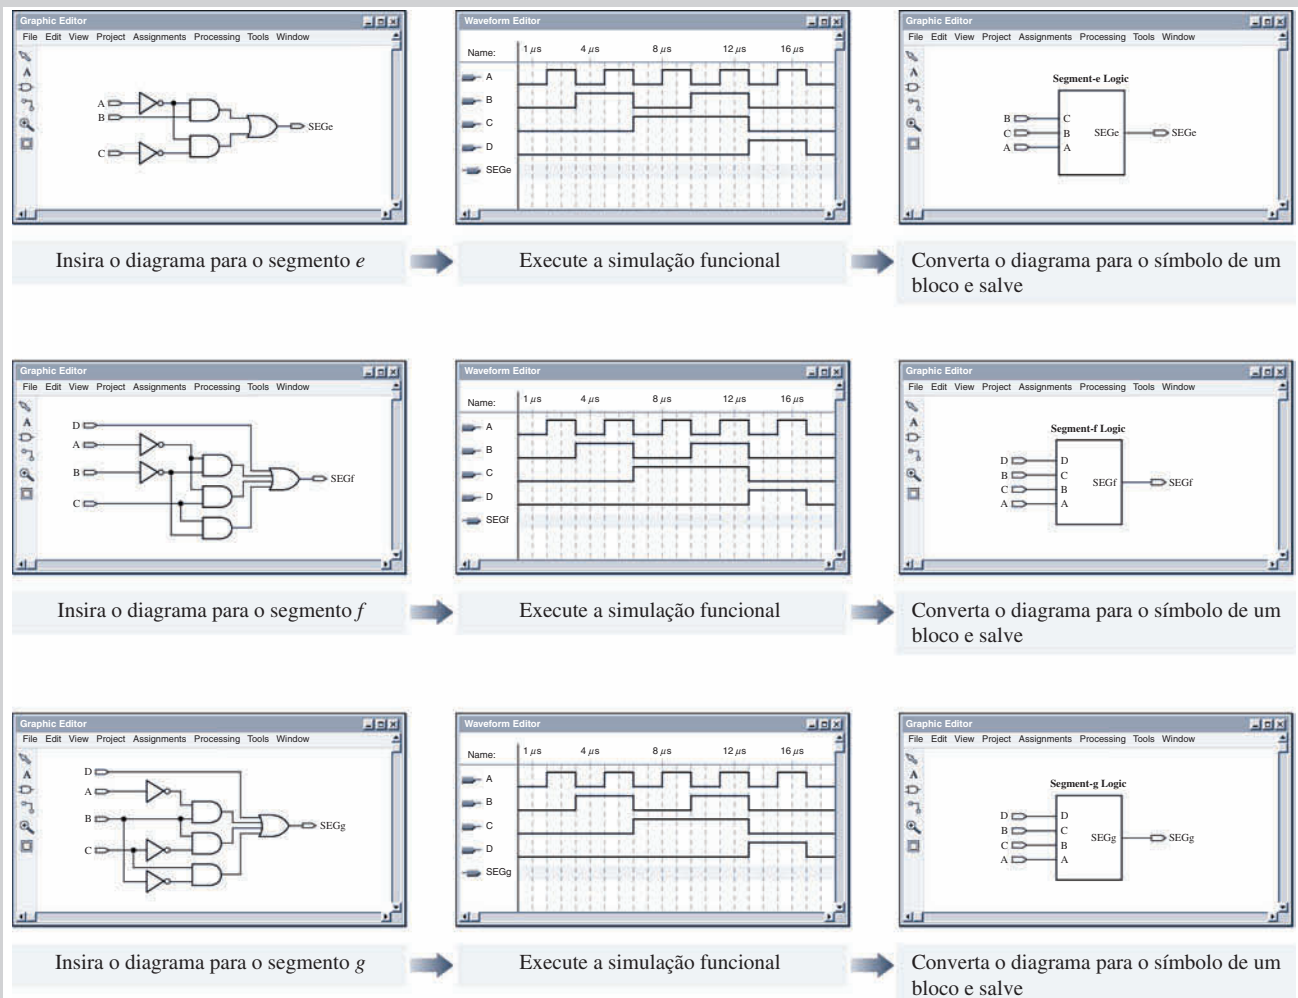 Graphic Editor
File Edit View Project Assignments Processing Tools Window
A
A
B
C
SEGe
Waveform Editor
Name: 1 μs 4 μs 8 μs 12 μs 16 μs
A
B
C
D
SEGe
Graphic Editor
File Edit View Project Assignments Processing Tools Window
A
Segment-e Logic
B C
C B SEGe SEGe
A A
Insira o diagrama para o segmento e
Execute a simulação funcional
Converta o diagrama para o símbolo de um
bloco e salve
Graphic Editor
File Edit View Project Assignments Processing Tools Window
A
D
A
B
C
SEGf
Waveform Editor
Name: 1 μs 4 μs 8 μs 12 μs 16 μs
A
B
C
D
SEGf
Graphic Editor
File Edit View Project Assignments Processing Tools Window
A
Segment-f Logic
D D
B C
C B SEGf SEGf
A A
Insira o diagrama para o segmento f
Execute a simulação funcional
Converta o diagrama para o símbolo de um
bloco e salve
Graphic Editor
File Edit View Project Assignments Processing Tools Window
A
D
A
B
C
SEGg
Waveform Editor
Name: 1 μs 4 μs 8 μs 12 μs 16 μs
A
B
C
D
SEGg
Graphic Editor
File Edit View Project Assignments Processing Tools Window
A
Segment-g Logic
D D
B C
C B SEGg SEGg
A A
Insira o diagrama para o segmento g
Execute a simulação funcional
Converta o diagrama para o símbolo de um
bloco e salve